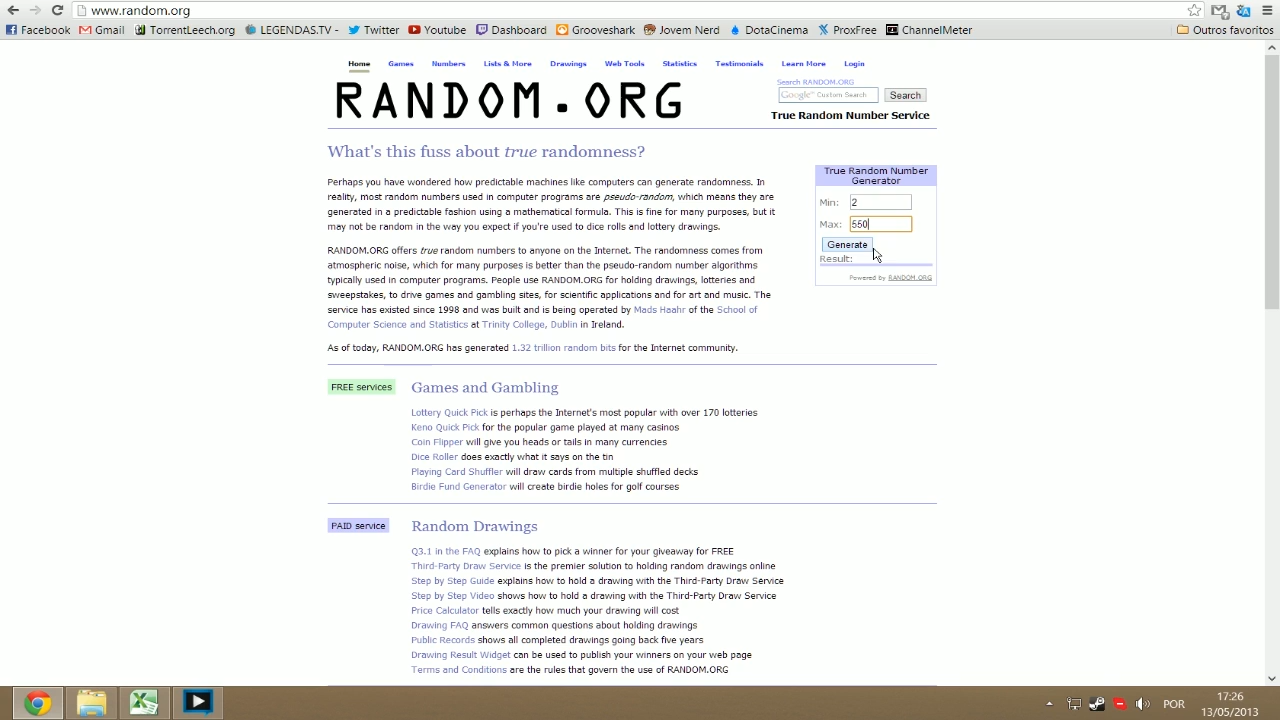 www.random.org
Facebook Gmail TorrentLeech.org LEGENDAS.TV - Twitter Youtube Dashboard Grooveshark Jovem Nerd DotaCinema ProxFree ChannelMeter Outros favoritos
Home Games Numbers Lists & More Drawings Web Tools Statistics Testimonials Learn More Login
Search RANDOM.ORG
RANDOM.ORG
Google™ Custom Search Search
True Random Number Service
What's this fuss about true randomness?
Perhaps you have wondered how predictable machines like computers can generate randomness. In
reality, most random numbers used in computer programs are pseudo-random, which means they are
generated in a predictable fashion using a mathematical formula. This is fine for many purposes, but it
may not be random in the way you expect if you're used to dice rolls and lottery drawings.
RANDOM.ORG offers true random numbers to anyone on the Internet. The randomness comes from
atmospheric noise, which for many purposes is better than the pseudo-random number algorithms
typically used in computer programs. People use RANDOM.ORG for holding drawings, lotteries and
sweepstakes, to drive games and gambling sites, for scientific applications and for art and music. The
service has existed since 1998 and was built and is being operated by Mads Haahr of the School of
Computer Science and Statistics at Trinity College, Dublin in Ireland.
As of today, RANDOM.ORG has generated 1.32 trillion random bits for the Internet community.
True Random Number
Generator
Min: 2
Max: 550
Generate
Result:
Powered by RANDOM.ORG
FREE services Games and Gambling
Lottery Quick Pick is perhaps the Internet's most popular with over 170 lotteries
Keno Quick Pick for the popular game played at many casinos
Coin Flipper will give you heads or tails in many currencies
Dice Roller does exactly what it says on the tin
Playing Card Shuffler will draw cards from multiple shuffled decks
Birdie Fund Generator will create birdie holes for golf courses
PAID service Random Drawings
Q3.1 in the FAQ explains how to pick a winner for your giveaway for FREE
Third-Party Draw Service is the premier solution to holding random drawings online
Step by Step Guide explains how to hold a drawing with the Third-Party Draw Service
Step by Step Video shows how to hold a drawing with the Third-Party Draw Service
Price Calculator tells exactly how much your drawing will cost
Drawing FAQ answers common questions about holding drawings
Public Records shows all completed drawings going back five years
Drawing Result Widget can be used to publish your winners on your web page
Terms and Conditions are the rules that govern the use of RANDOM.ORG
POR
17:26
13/05/2013